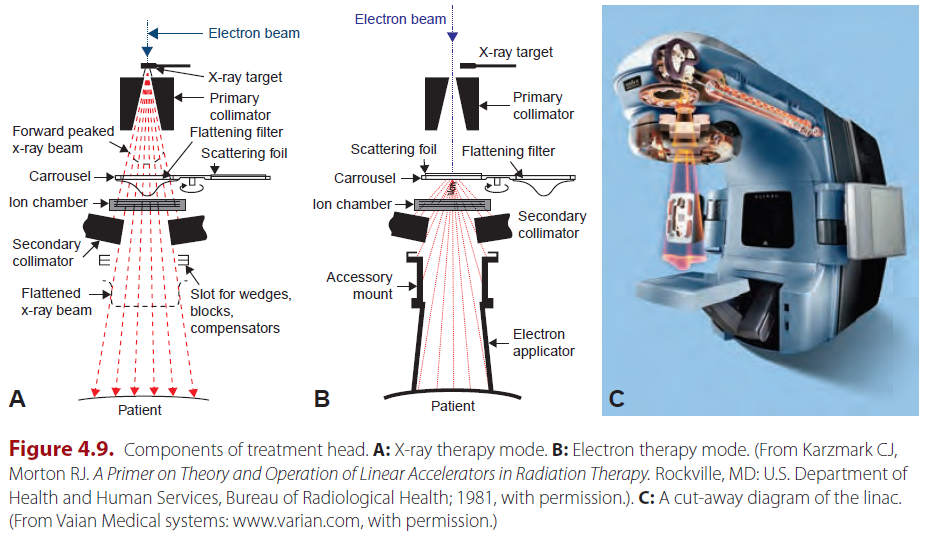 Electron beam
X-ray target
Primary
collimator
Flattening filter
Forward peaked
x-ray beam
Scattering foil
Carrousel
Ion chamber
Secondary
collimator
Flattened
x-ray beam
Slot for wedges,
blocks,
compensators
A
Patient
Electron beam
X-ray target
Primary
collimator
Scattering foil
Flattening filter
Carrousel
Ion chamber
Secondary
collimator
Accessory
mount
Electron
applicator
B
Patient
C
Figure 4.9. Components of treatment head. A: X-ray therapy mode. B: Electron therapy mode. (From Karzmark CJ,
Morton RJ. A Primer on Theory and Operation of Linear Accelerators in Radiation Therapy. Rockville, MD: U.S. Department of
Health and Human Services, Bureau of Radiological Health; 1981, with permission.). C: A cut-away diagram of the linac.
(From Vaian Medical systems: www.varian.com, with permission.)